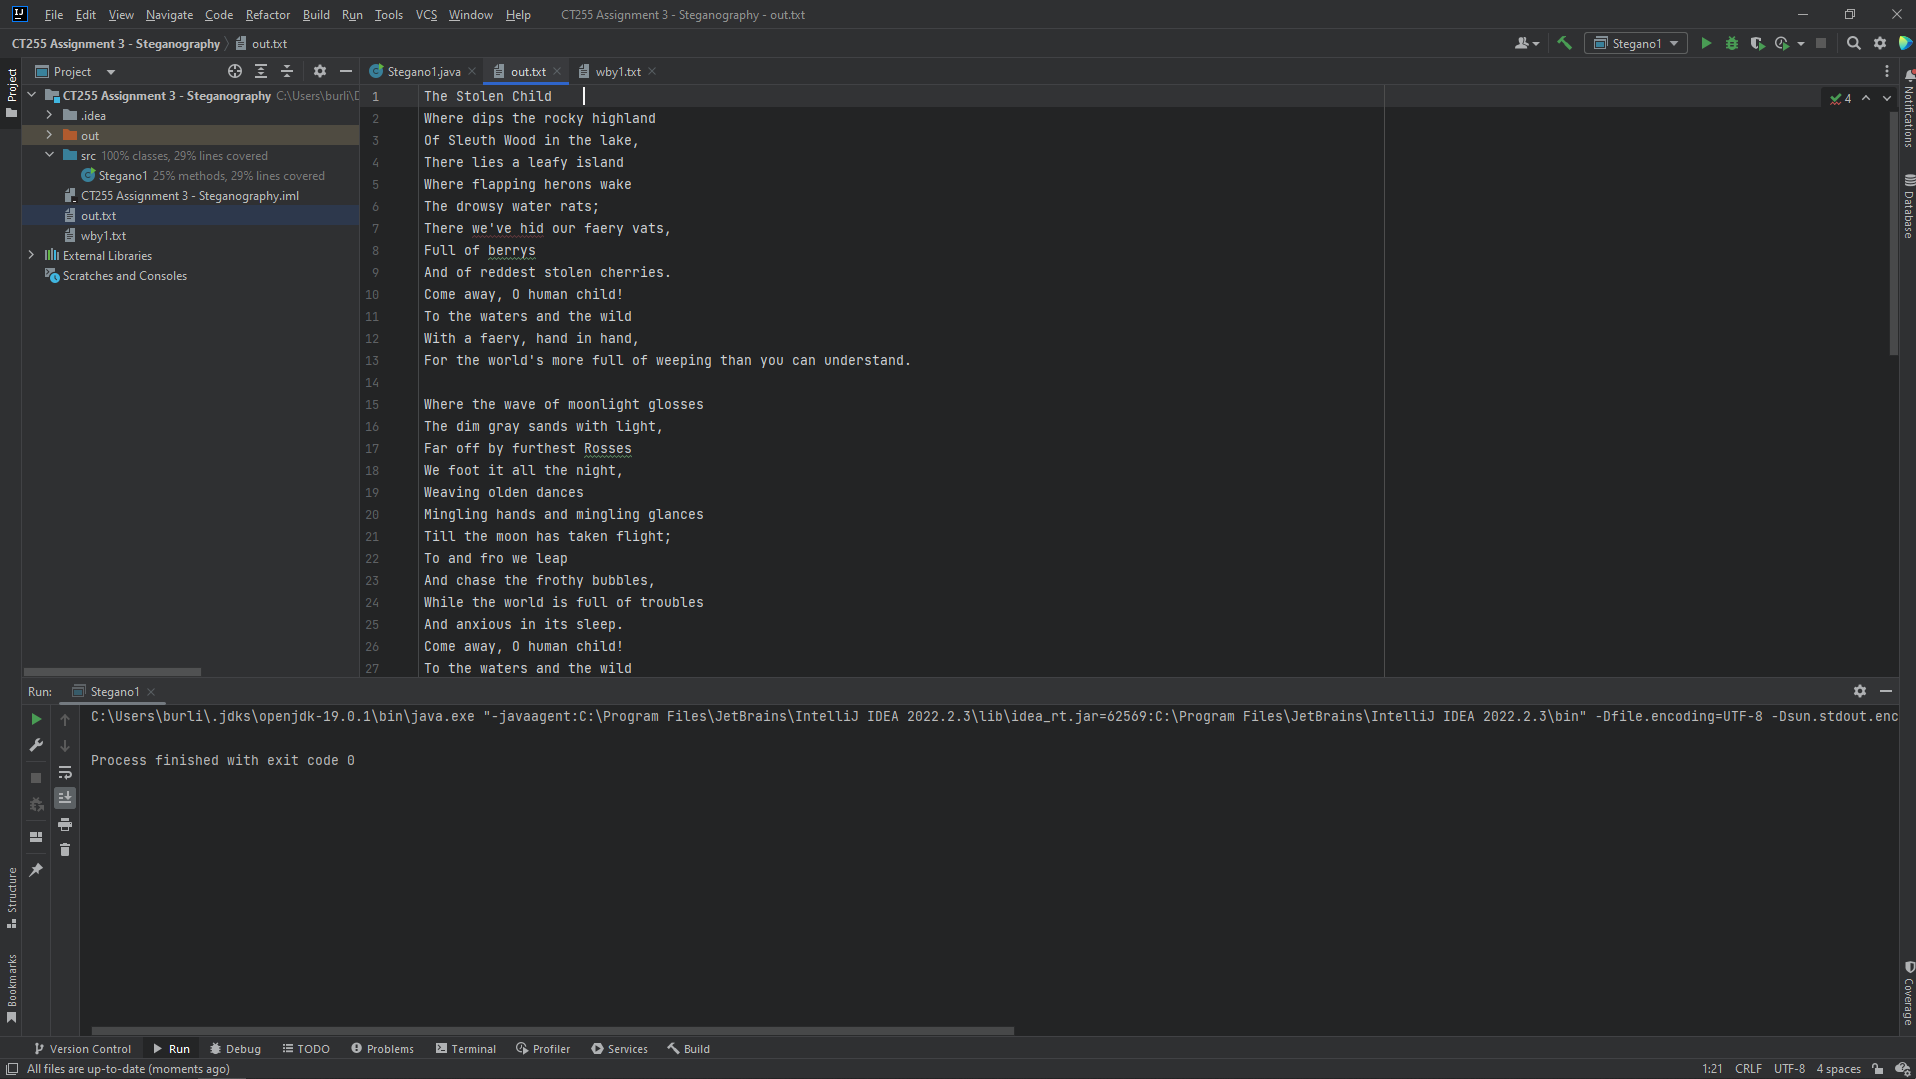 File Edit View Navigate Code Refactor Build Run Tools VCS Window Help CT255 Assignment 3 - Steganography - out.txt
CT255 Assignment 3 - Steganography out.txt Stegano1
Project
Project Stegano1.java out.txt wby1.txt
CT255 Assignment 3 - Steganography C:\Users\burli\D
.idea
out
src 100% classes, 29% lines covered
Stegano1 25% methods, 29% lines covered
CT255 Assignment 3 - Steganography.iml
out.txt
wby1.txt
External Libraries
Scratches and Consoles
4
1 The Stolen Child
2 Where dips the rocky highland
3 Of Sleuth Wood in the lake,
4 There lies a leafy island
5 Where flapping herons wake
6 The drowsy water rats;
7 There we've hid our faery vats,
8 Full of berrys
9 And of reddest stolen cherries.
10 Come away, O human child!
11 To the waters and the wild
12 With a faery, hand in hand,
13 For the world's more full of weeping than you can understand.
14
15 Where the wave of moonlight glosses
16 The dim gray sands with light,
17 Far off by furthest Rosses
18 We foot it all the night,
19 Weaving olden dances
20 Mingling hands and mingling glances
21 Till the moon has taken flight;
22 To and fro we leap
23 And chase the frothy bubbles,
24 While the world is full of troubles
25 And anxious in its sleep.
26 Come away, O human child!
27 To the waters and the wild
Notifications
Database
Run: Stegano1
C:\Users\burli\.jdks\openjdk-19.0.1\bin\java.exe "-javaagent:C:\Program Files\JetBrains\IntelliJ IDEA 2022.2.3\lib\idea_rt.jar=62569:C:\Program Files\JetBrains\IntelliJ IDEA 2022.2.3\bin" -Dfile.encoding=UTF-8 -Dsun.stdout.enc
Process finished with exit code 0
Structure
Bookmarks
Coverage
Version Control Run Debug TODO Problems Terminal Profiler Services Build
All files are up-to-date (moments ago) 1:21 CRLF UTF-8 4 spaces